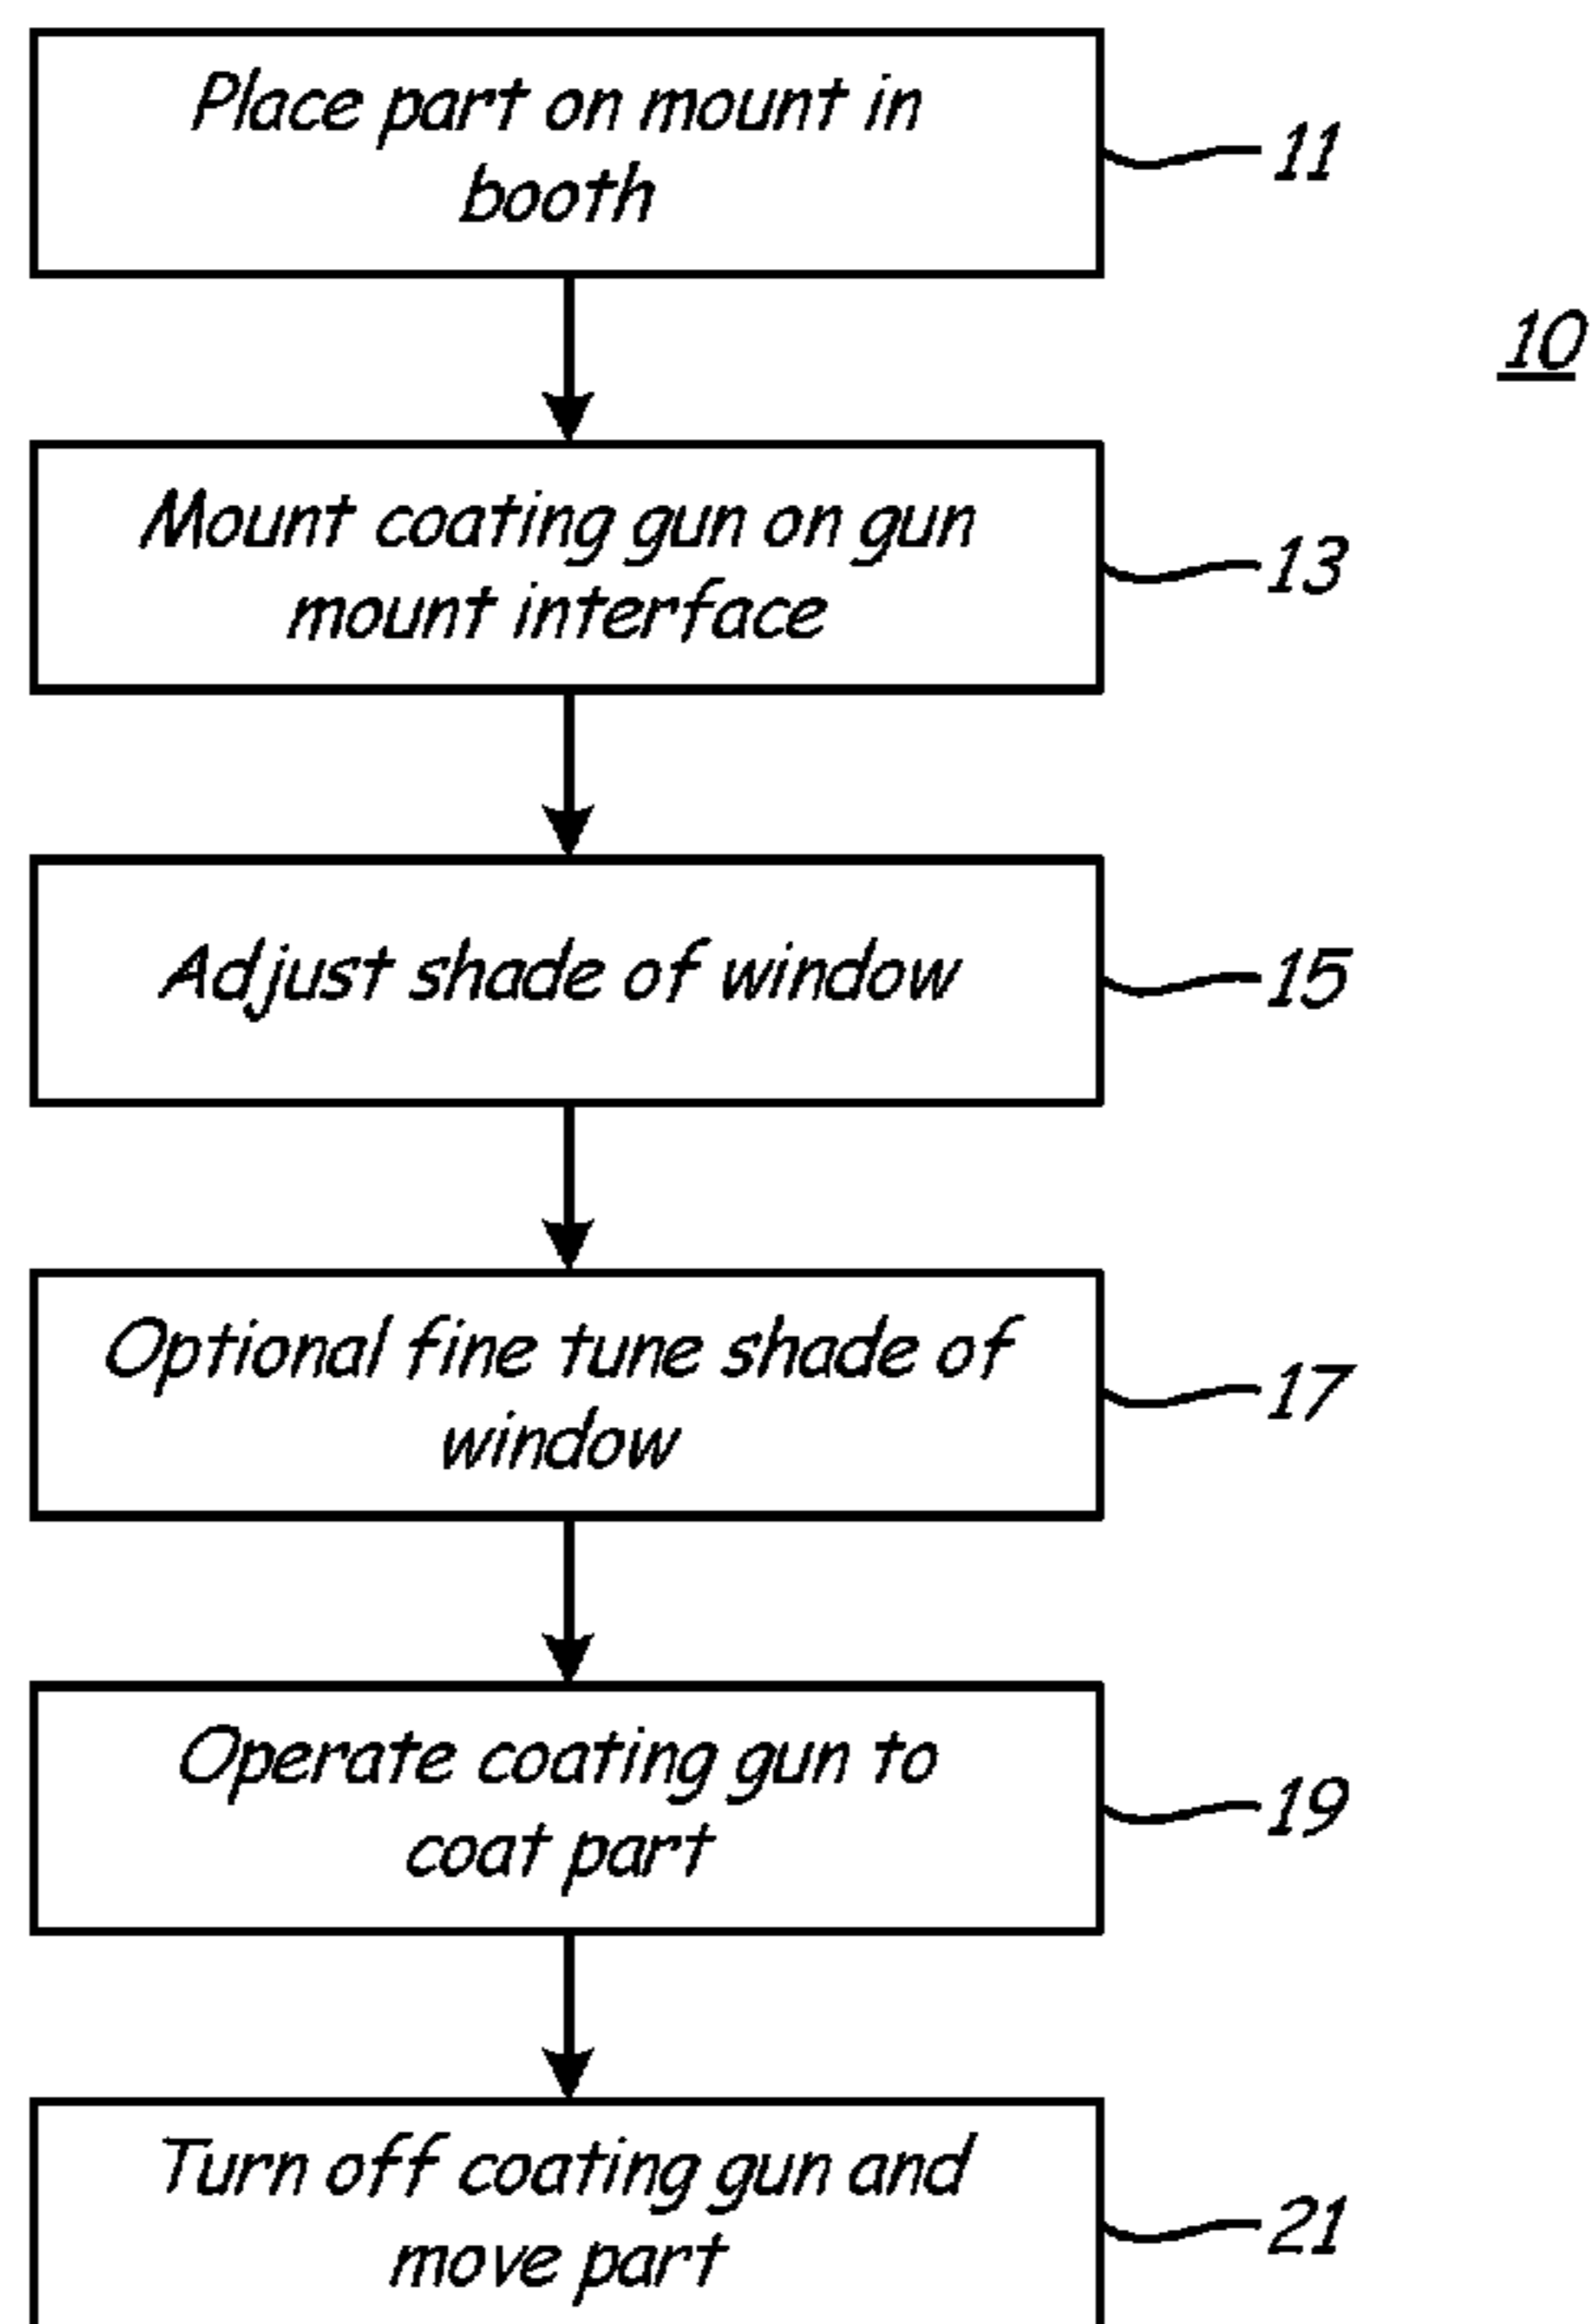 Place part on mount in
booth
11
10
Mount coating gun on gun
mount interface
13
Adjust shade of window
15
Optional fine tune shade of
window
17
Operate coating gun to
coat part
19
Turn off coating gun and
move part
21